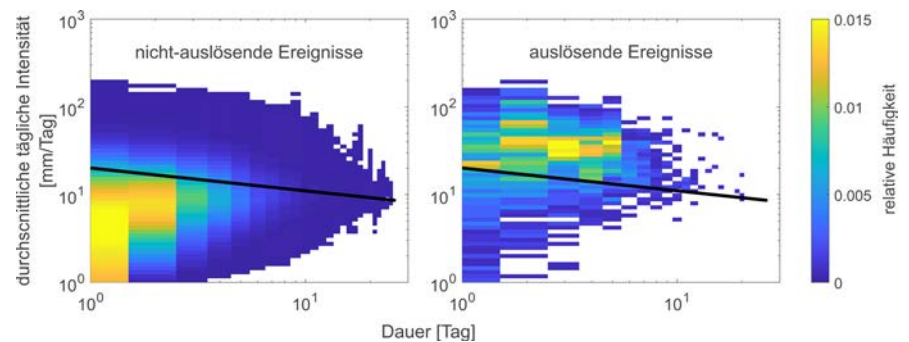 durchschnittliche tägliche Intensität
[mm/Tag]
10³
10²
10¹
10⁰
nicht-auslösende Ereignisse
10⁰
10¹
10³
10²
10¹
10⁰
auslösende Ereignisse
10⁰
10¹
Dauer [Tag]
0.015
0.01
0.005
0
relative Häufigkeit